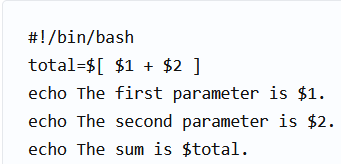 #!/bin/bash
total=$[ $1 + $2 ]
echo The first parameter is $1.
echo The second parameter is $2.
echo The sum is $total.